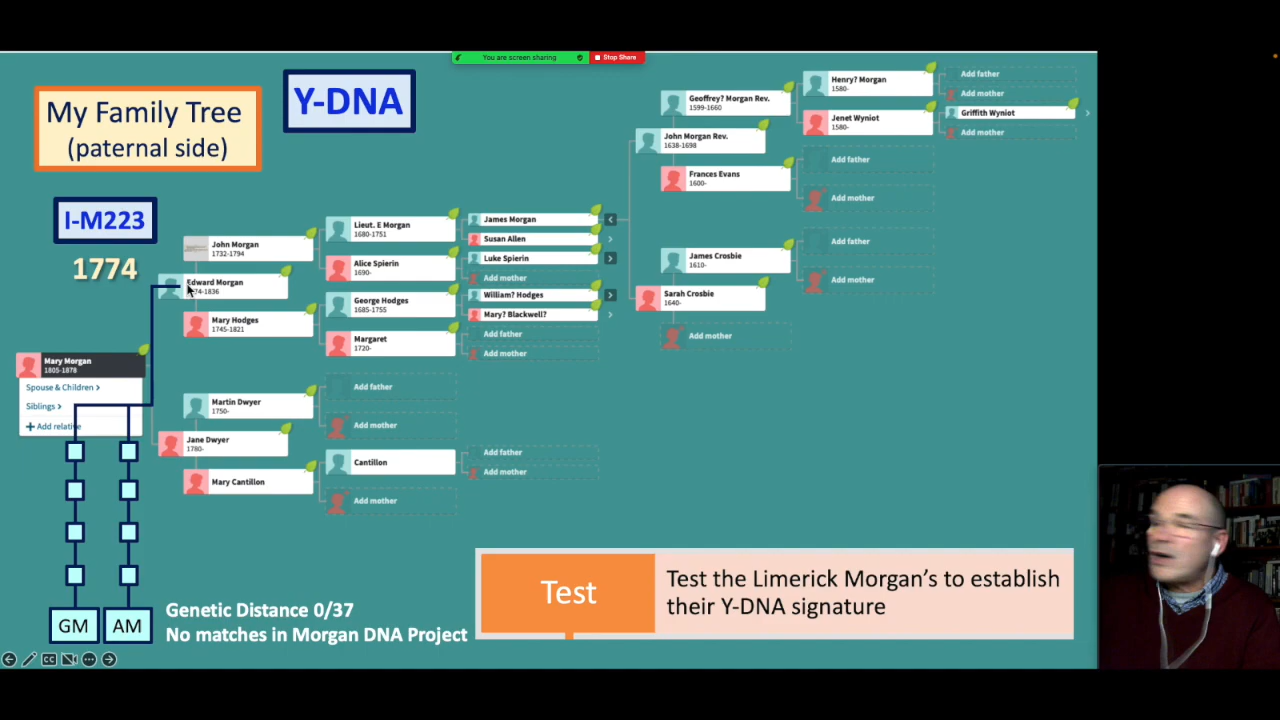 You are screen sharing
Stop Share
My Family Tree
(paternal side)
Y-DNA
I-M223
1774
Mary Morgan
1805-1878
Spouse & Children >
Siblings >
+ Add relative
Edward Morgan
1774-1836
John Morgan
1732-1794
Mary Hodges
1745-1821
Martin Dwyer
1750-
Jane Dwyer
1780-
Mary Cantillon
Lieut. E Morgan
1680-1751
Alice Spierin
1690-
George Hodges
1685-1755
Margaret
1720-
Add father
Add mother
Cantillon
Add mother
James Morgan
Susan Allen
Luke Spierin
Add mother
William? Hodges
Mary? Blackwell?
Add father
Add mother
Add father
Add mother
Geoffrey? Morgan Rev.
1599-1660
John Morgan Rev.
1638-1698
Frances Evans
1600-
James Crosbie
1610-
Sarah Crosbie
1640-
Add mother
Henry? Morgan
1580-
Jenet Wyniot
1580-
Add father
Add mother
Add father
Add mother
Add father
Add mother
Griffith Wyniot
Add mother
GM
AM
Genetic Distance 0/37
No matches in Morgan DNA Project
Test
Test the Limerick Morgan's to establish
their Y-DNA signature
CC